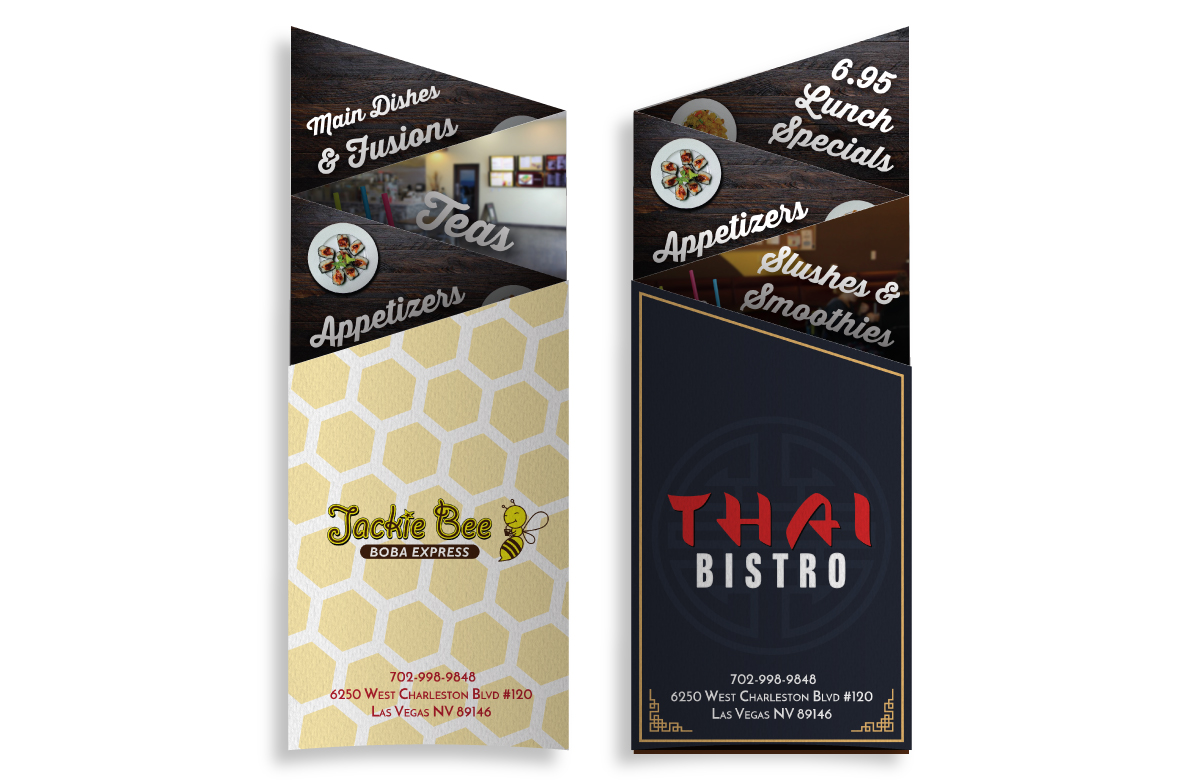 Main Dishes
& Fusions
Teas
Appetizers
Jackie Bee
BOBA EXPRESS
702-998-9848
6250 West Charleston Blvd #120
Las Vegas NV 89146
6.95
Lunch
Specials
Appetizers
Slushes &
Smoothies
THAI
BISTRO
702-998-9848
6250 West Charleston Blvd #120
Las Vegas NV 89146